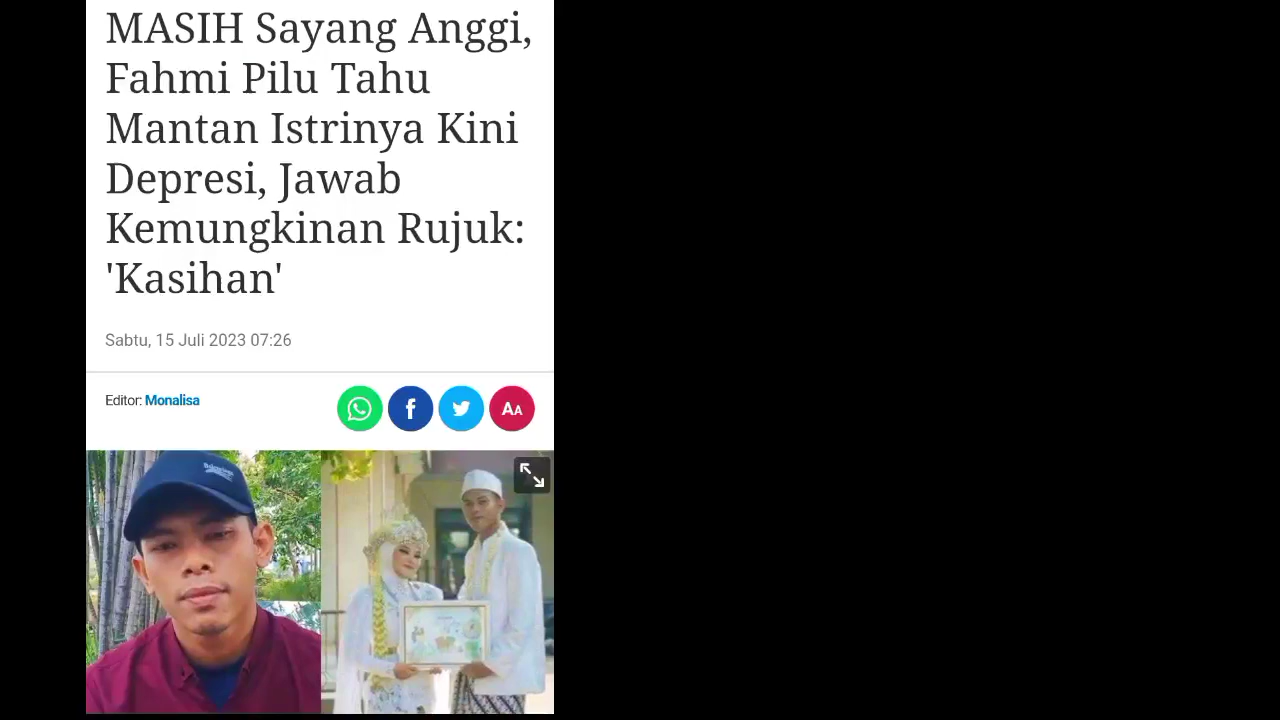 MASIH Sayang Anggi,
Fahmi Pilu Tahu
Mantan Istrinya Kini
Depresi, Jawab
Kemungkinan Rujuk:
'Kasihan'
Sabtu, 15 Juli 2023 07:26
Editor: Monalisa
AA